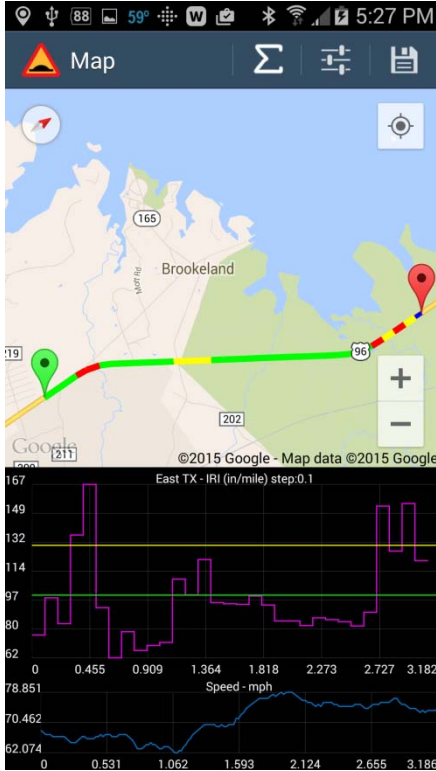 88 59° W 5:27 PM
Map Σ
165
Brookeland
Moff Rd
96
219
202
Google
211
+
−
©2015 Google - Map data ©2015 Google
East TX - IRI (in/mile) step:0.1
167
149
132
114
97
80
62
0 0.455 0.909 1.364 1.818 2.273 2.727 3.182
Speed - mph
78.851
70.462
62.074
0 0.531 1.062 1.593 2.124 2.655 3.186